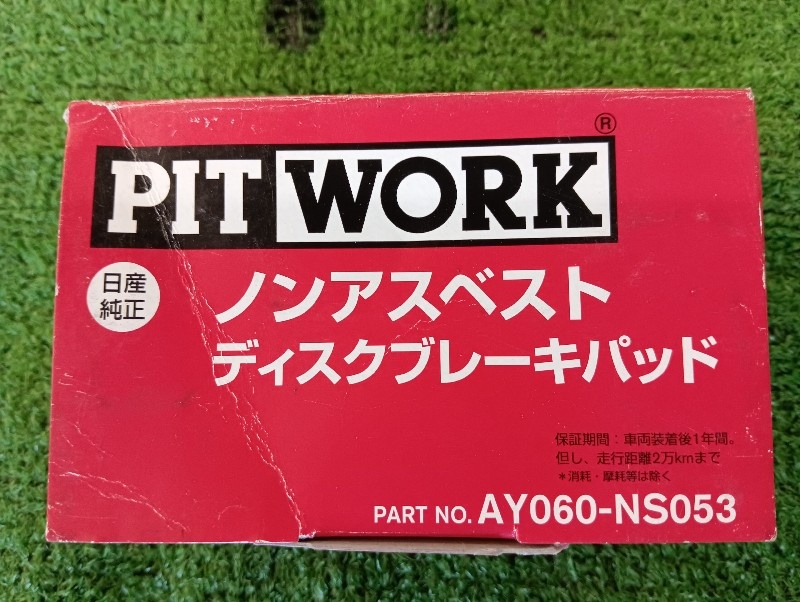 PIT WORK®
日産
純正
ノンアスベスト
ディスクブレーキパッド
保証期間：車両装着後1年間。
但し、走行距離2万kmまで
＊消耗・摩耗等は除く
PART NO. AY060-NS053